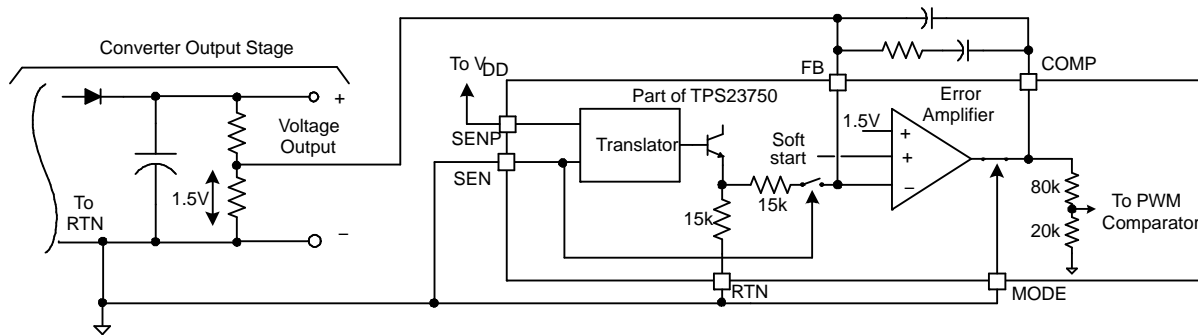 Converter Output Stage
To VDD
FB
COMP
Part of TPS23750
Error
Amplifier
+
Voltage
Output
SENP
Translator
1.5V
+
Soft
start
+
SEN
−
1.5V
To
RTN
15k
15k
80k
20k
To PWM
Comparator
−
RTN
MODE